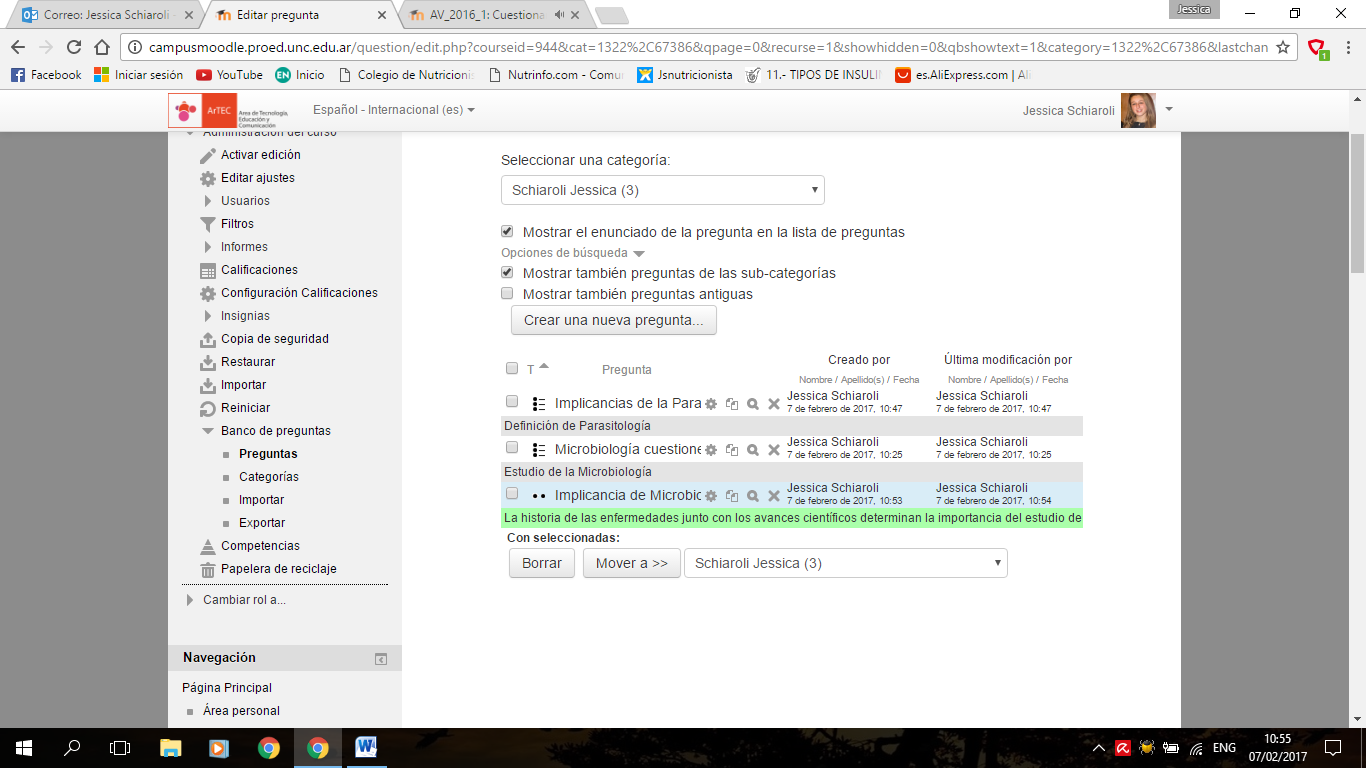 Jessica
Correo: Jessica Schiaroli -
Editar pregunta
AV_2016_1: Cuestiona
campusmoodle.proed.unc.edu.ar/question/edit.php?courseid=944&cat=1322%2C67386&qpage=0&recurse=1&showhidden=0&qbshowtext=1&category=1322%2C67386&lastchan
1
Facebook
Iniciar sesión
YouTube
EN Inicio
Colegio de Nutricionis
Nutrinfo.com - Comu
Jsnutricionista
11.- TIPOS DE INSULI
es.AliExpress.com | Al
ArTEC
Área de Tecnología, Educación y Comunicación
Español - Internacional (es)
Jessica Schiaroli
Administración del curso
Activar edición
Editar ajustes
Usuarios
Filtros
Informes
Calificaciones
Configuración Calificaciones
Insignias
Copia de seguridad
Restaurar
Importar
Reiniciar
Banco de preguntas
Preguntas
Categorías
Importar
Exportar
Competencias
Papelera de reciclaje
Cambiar rol a...
Navegación
Página Principal
Área personal
Seleccionar una categoría:
Schiaroli Jessica (3)
Mostrar el enunciado de la pregunta en la lista de preguntas
Opciones de búsqueda
Mostrar también preguntas de las sub-categorías
Mostrar también preguntas antiguas
Crear una nueva pregunta...
T Pregunta Creado por Última modificación por
Nombre / Apellido(s) / Fecha Nombre / Apellido(s) / Fecha
Implicancias de la Para Jessica Schiaroli Jessica Schiaroli
7 de febrero de 2017, 10:47 7 de febrero de 2017, 10:47
Definición de Parasitología
Microbiología cuestione Jessica Schiaroli Jessica Schiaroli
7 de febrero de 2017, 10:25 7 de febrero de 2017, 10:25
Estudio de la Microbiología
Implicancia de Microbio Jessica Schiaroli Jessica Schiaroli
7 de febrero de 2017, 10:53 7 de febrero de 2017, 10:54
La historia de las enfermedades junto con los avances científicos determinan la importancia del estudio de
Con seleccionadas:
Borrar Mover a >> Schiaroli Jessica (3)
ENG
10:55
07/02/2017